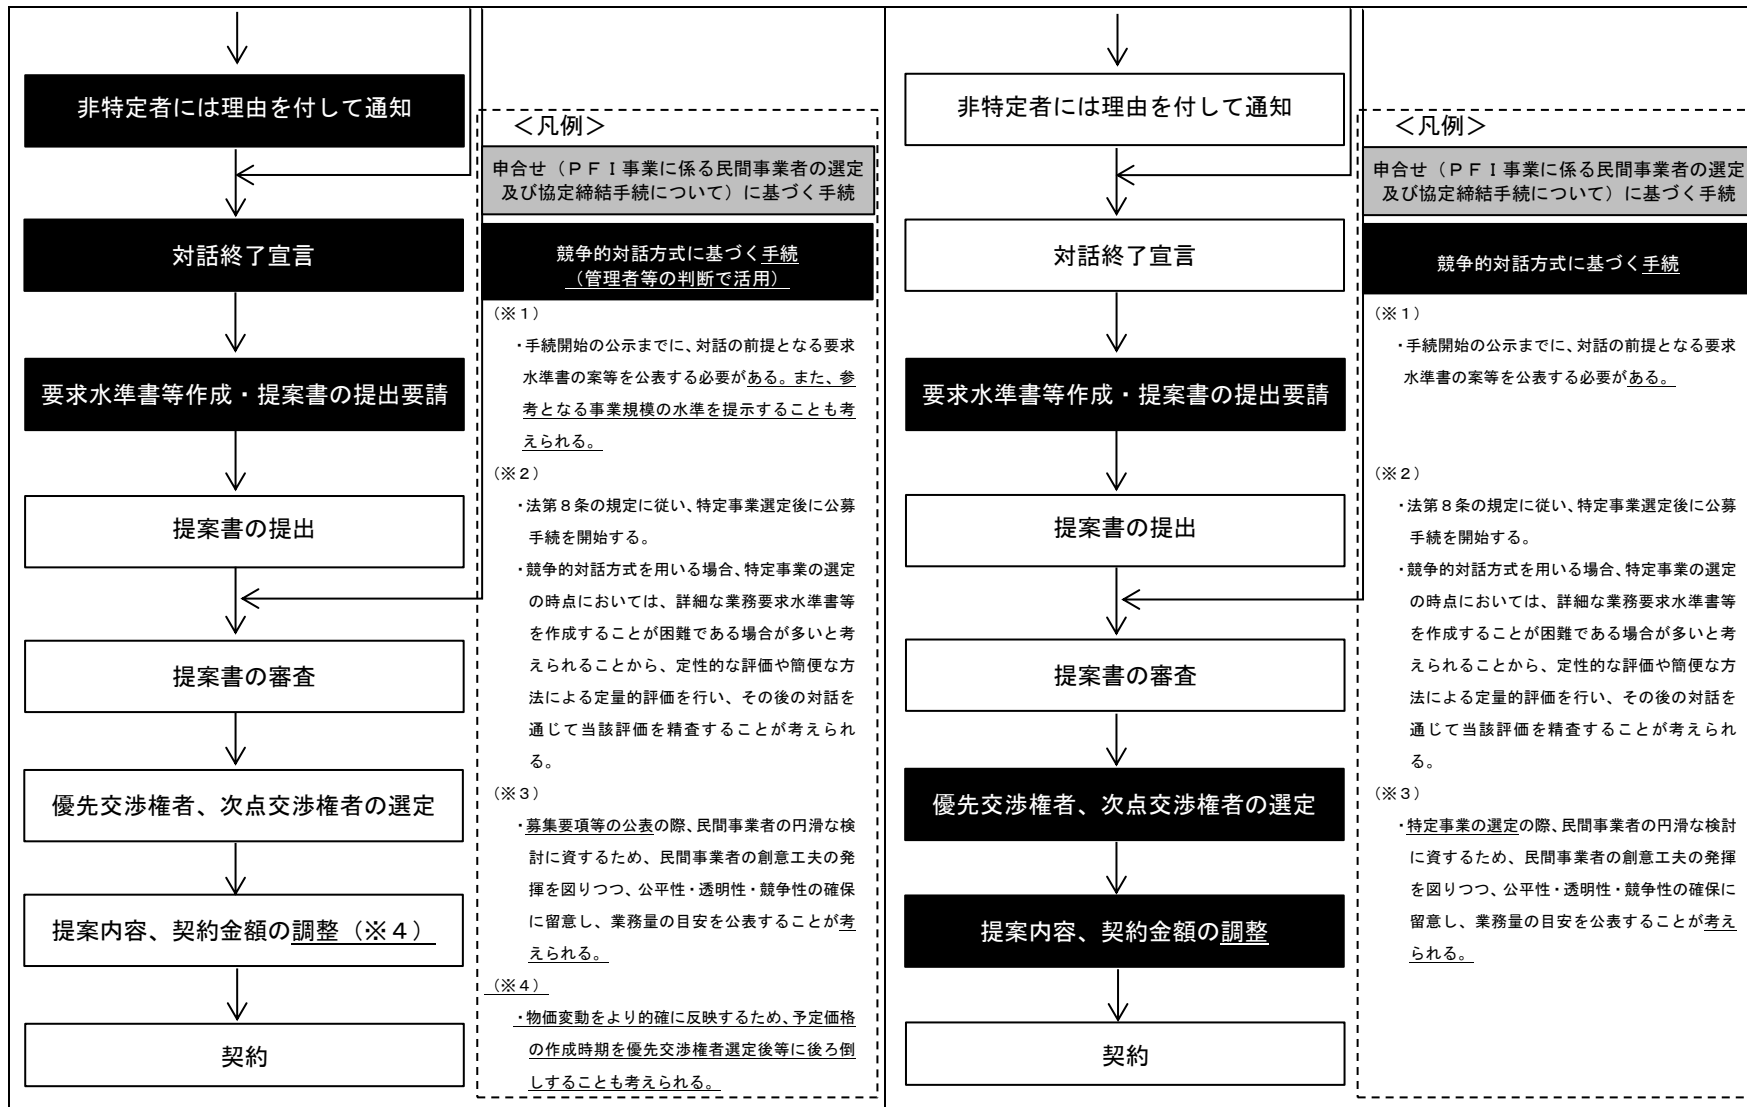 非特定者には理由を付して通知
対話終了宣言
要求水準書等作成・提案書の提出要請
提案書の提出
提案書の審査
優先交渉権者、次点交渉権者の選定
提案内容、契約金額の調整（※４）
契約
＜凡例＞
申合せ（ＰＦＩ事業に係る民間事業者の選定
及び協定締結手続について）に基づく手続
競争的対話方式に基づく手続
（管理者等の判断で活用）
（※１）
・手続開始の公示までに、対話の前提となる要求
水準書の案等を公表する必要がある。また、参
考となる事業規模の水準を提示することも考
えられる。
（※２）
・法第８条の規定に従い、特定事業選定後に公募
手続を開始する。
・競争的対話方式を用いる場合、特定事業の選定
の時点においては、詳細な業務要求水準書等
を作成することが困難である場合が多いと考
えられることから、定性的な評価や簡便な方
法による定量的評価を行い、その後の対話を
通じて当該評価を精査することが考えられ
る。
（※３）
・募集要項等の公表の際、民間事業者の円滑な検
討に資するため、民間事業者の創意工夫の発
揮を図りつつ、公平性・透明性・競争性の確保
に留意し、業務量の目安を公表することが考
えられる。
（※４）
・物価変動をより的確に反映するため、予定価格
の作成時期を優先交渉権者選定後等に後ろ倒
しすることも考えられる。
非特定者には理由を付して通知
対話終了宣言
要求水準書等作成・提案書の提出要請
提案書の提出
提案書の審査
優先交渉権者、次点交渉権者の選定
提案内容、契約金額の調整
契約
＜凡例＞
申合せ（ＰＦＩ事業に係る民間事業者の選定
及び協定締結手続について）に基づく手続
競争的対話方式に基づく手続
（※１）
・手続開始の公示までに、対話の前提となる要求
水準書の案等を公表する必要がある。
（※２）
・法第８条の規定に従い、特定事業選定後に公募
手続を開始する。
・競争的対話方式を用いる場合、特定事業の選定
の時点においては、詳細な業務要求水準書等
を作成することが困難である場合が多いと考
えられることから、定性的な評価や簡便な方
法による定量的評価を行い、その後の対話を
通じて当該評価を精査することが考えられ
る。
（※３）
・特定事業の選定の際、民間事業者の円滑な検討
に資するため、民間事業者の創意工夫の発揮
を図りつつ、公平性・透明性・競争性の確保に
留意し、業務量の目安を公表することが考え
られる。